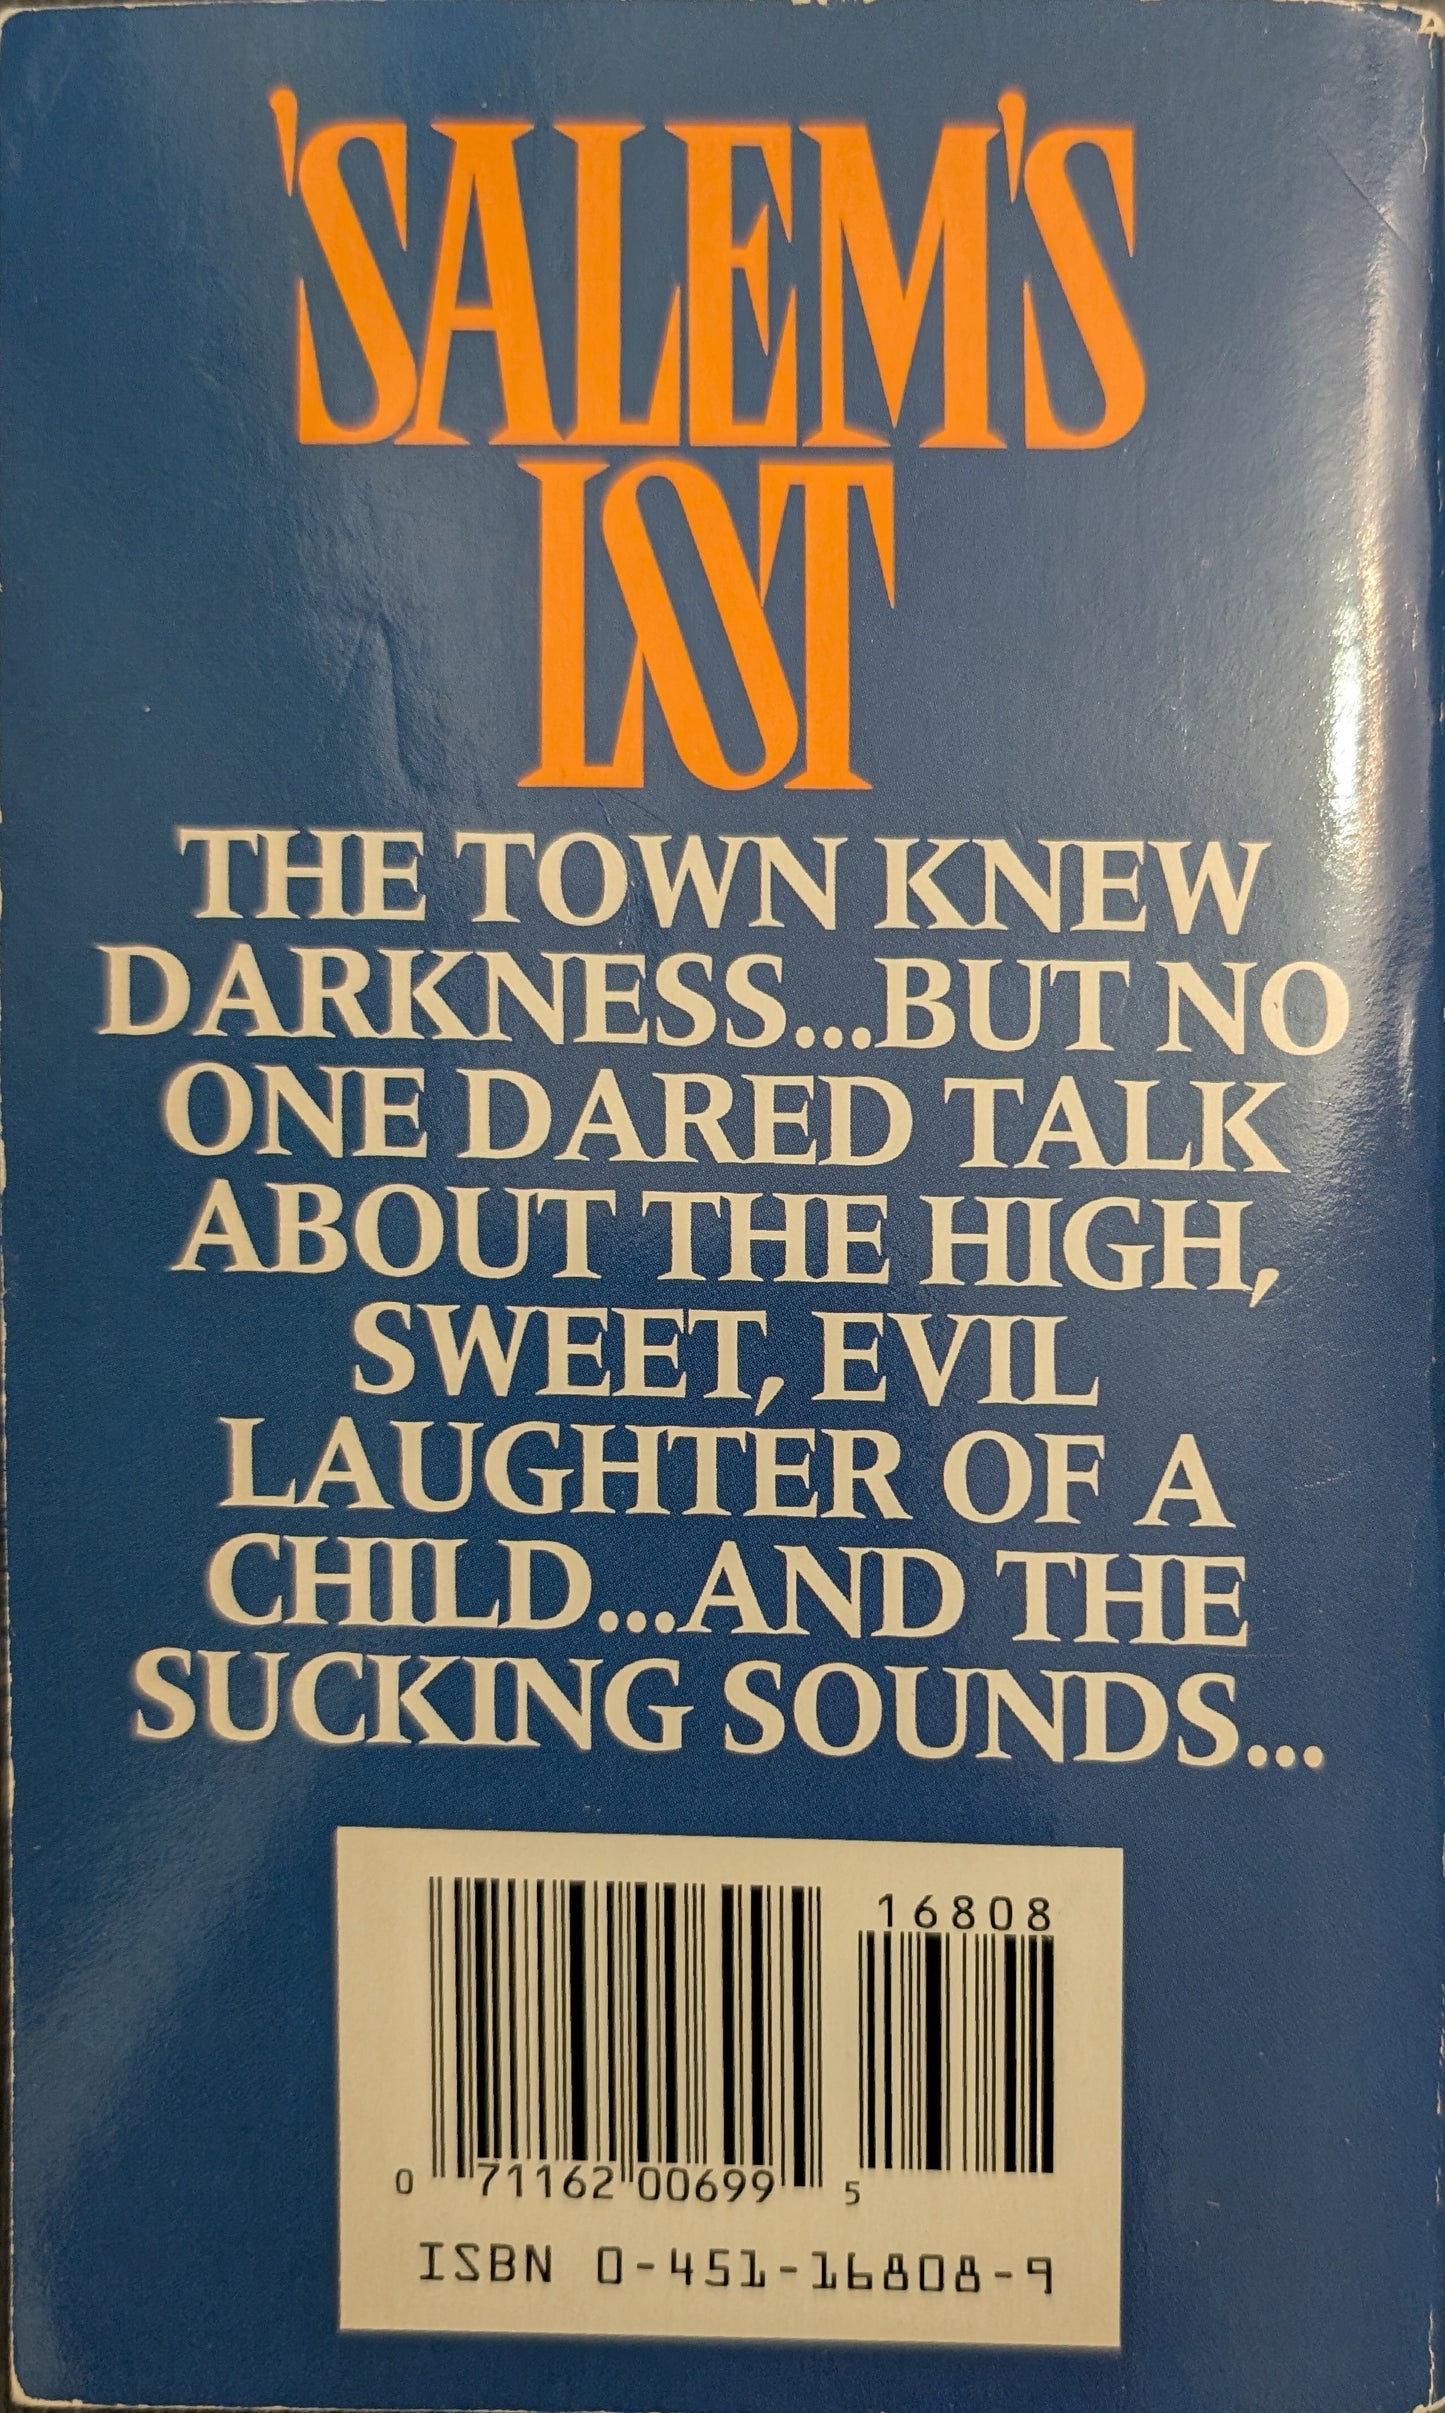 'SALEM'S
LOT
THE TOWN KNEW
DARKNESS...BUT NO
ONE DARED TALK
ABOUT THE HIGH,
SWEET, EVIL
LAUGHTER OF A
CHILD...AND THE
SUCKING SOUNDS...
16808
0 71162 00699 5
ISBN 0-451-16808-9